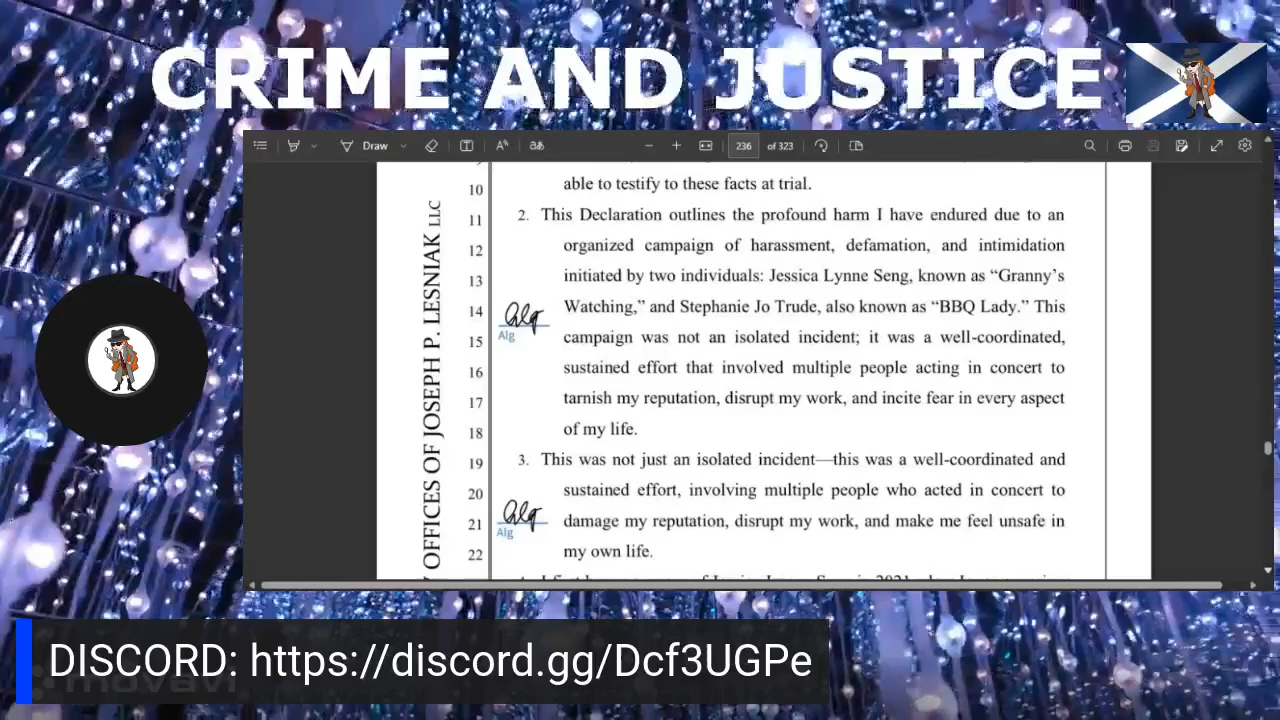 CRIME AND JUSTICE
Draw
236 of 323
able to testify to these facts at trial.
2. This Declaration outlines the profound harm I have endured due to an
organized campaign of harassment, defamation, and intimidation
initiated by two individuals: Jessica Lynne Seng, known as “Granny’s
Watching,” and Stephanie Jo Trude, also known as “BBQ Lady.” This
campaign was not an isolated incident; it was a well-coordinated,
sustained effort that involved multiple people acting in concert to
tarnish my reputation, disrupt my work, and incite fear in every aspect
of my life.
3. This was not just an isolated incident—this was a well-coordinated and
sustained effort, involving multiple people who acted in concert to
damage my reputation, disrupt my work, and make me feel unsafe in
my own life.
10
11
12
13
14
15
16
17
18
19
20
21
22
Alg
Alg
Alg
Alg
OFFICES OF JOSEPH P. LESNIAK LLC
DISCORD: https://discord.gg/Dcf3UGPe
movavi